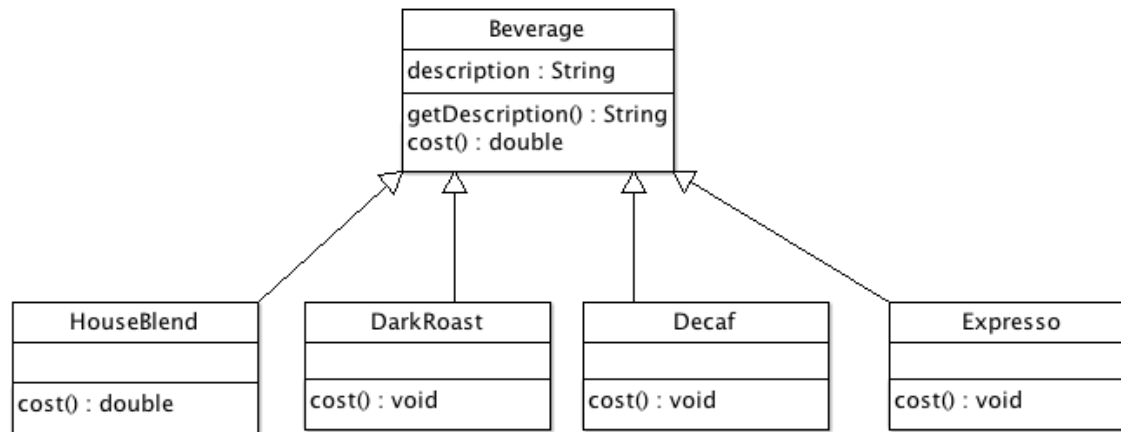 Beverage
description : String
getDescription() : String
cost() : double
HouseBlend
cost() : double
DarkRoast
cost() : void
Decaf
cost() : void
Expresso
cost() : void